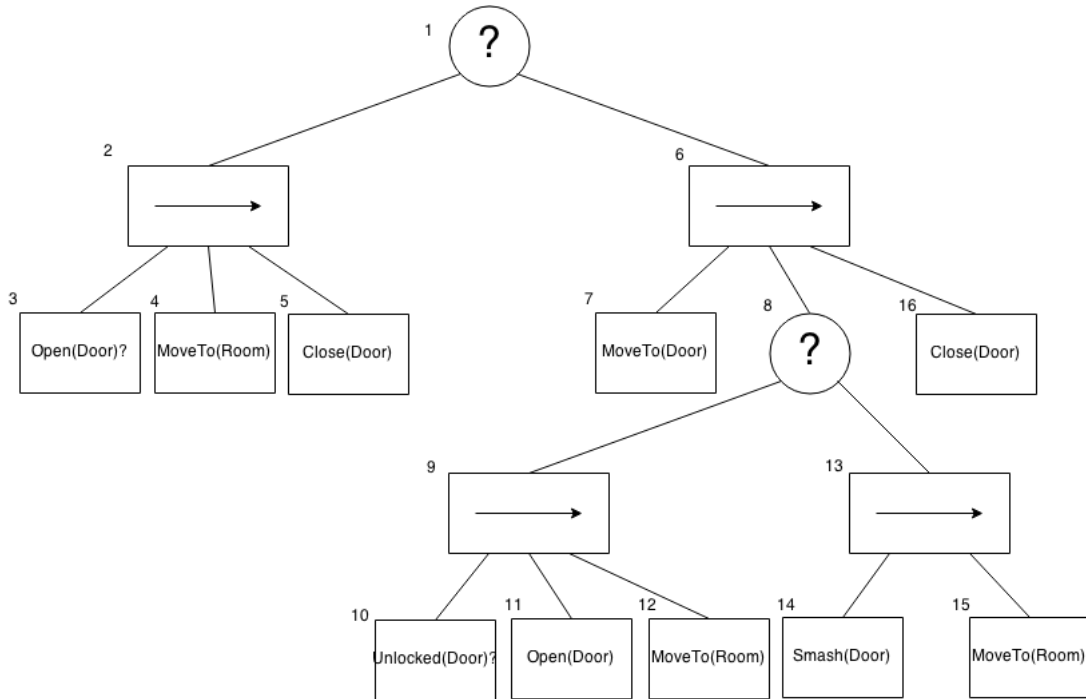 1
?
2
6
3
4
5
7
8
16
Open(Door)?
MoveTo(Room)
Close(Door)
MoveTo(Door)
?
Close(Door)
9
13
10
11
12
14
15
Unlocked(Door)?
Open(Door)
MoveTo(Room)
Smash(Door)
MoveTo(Room)